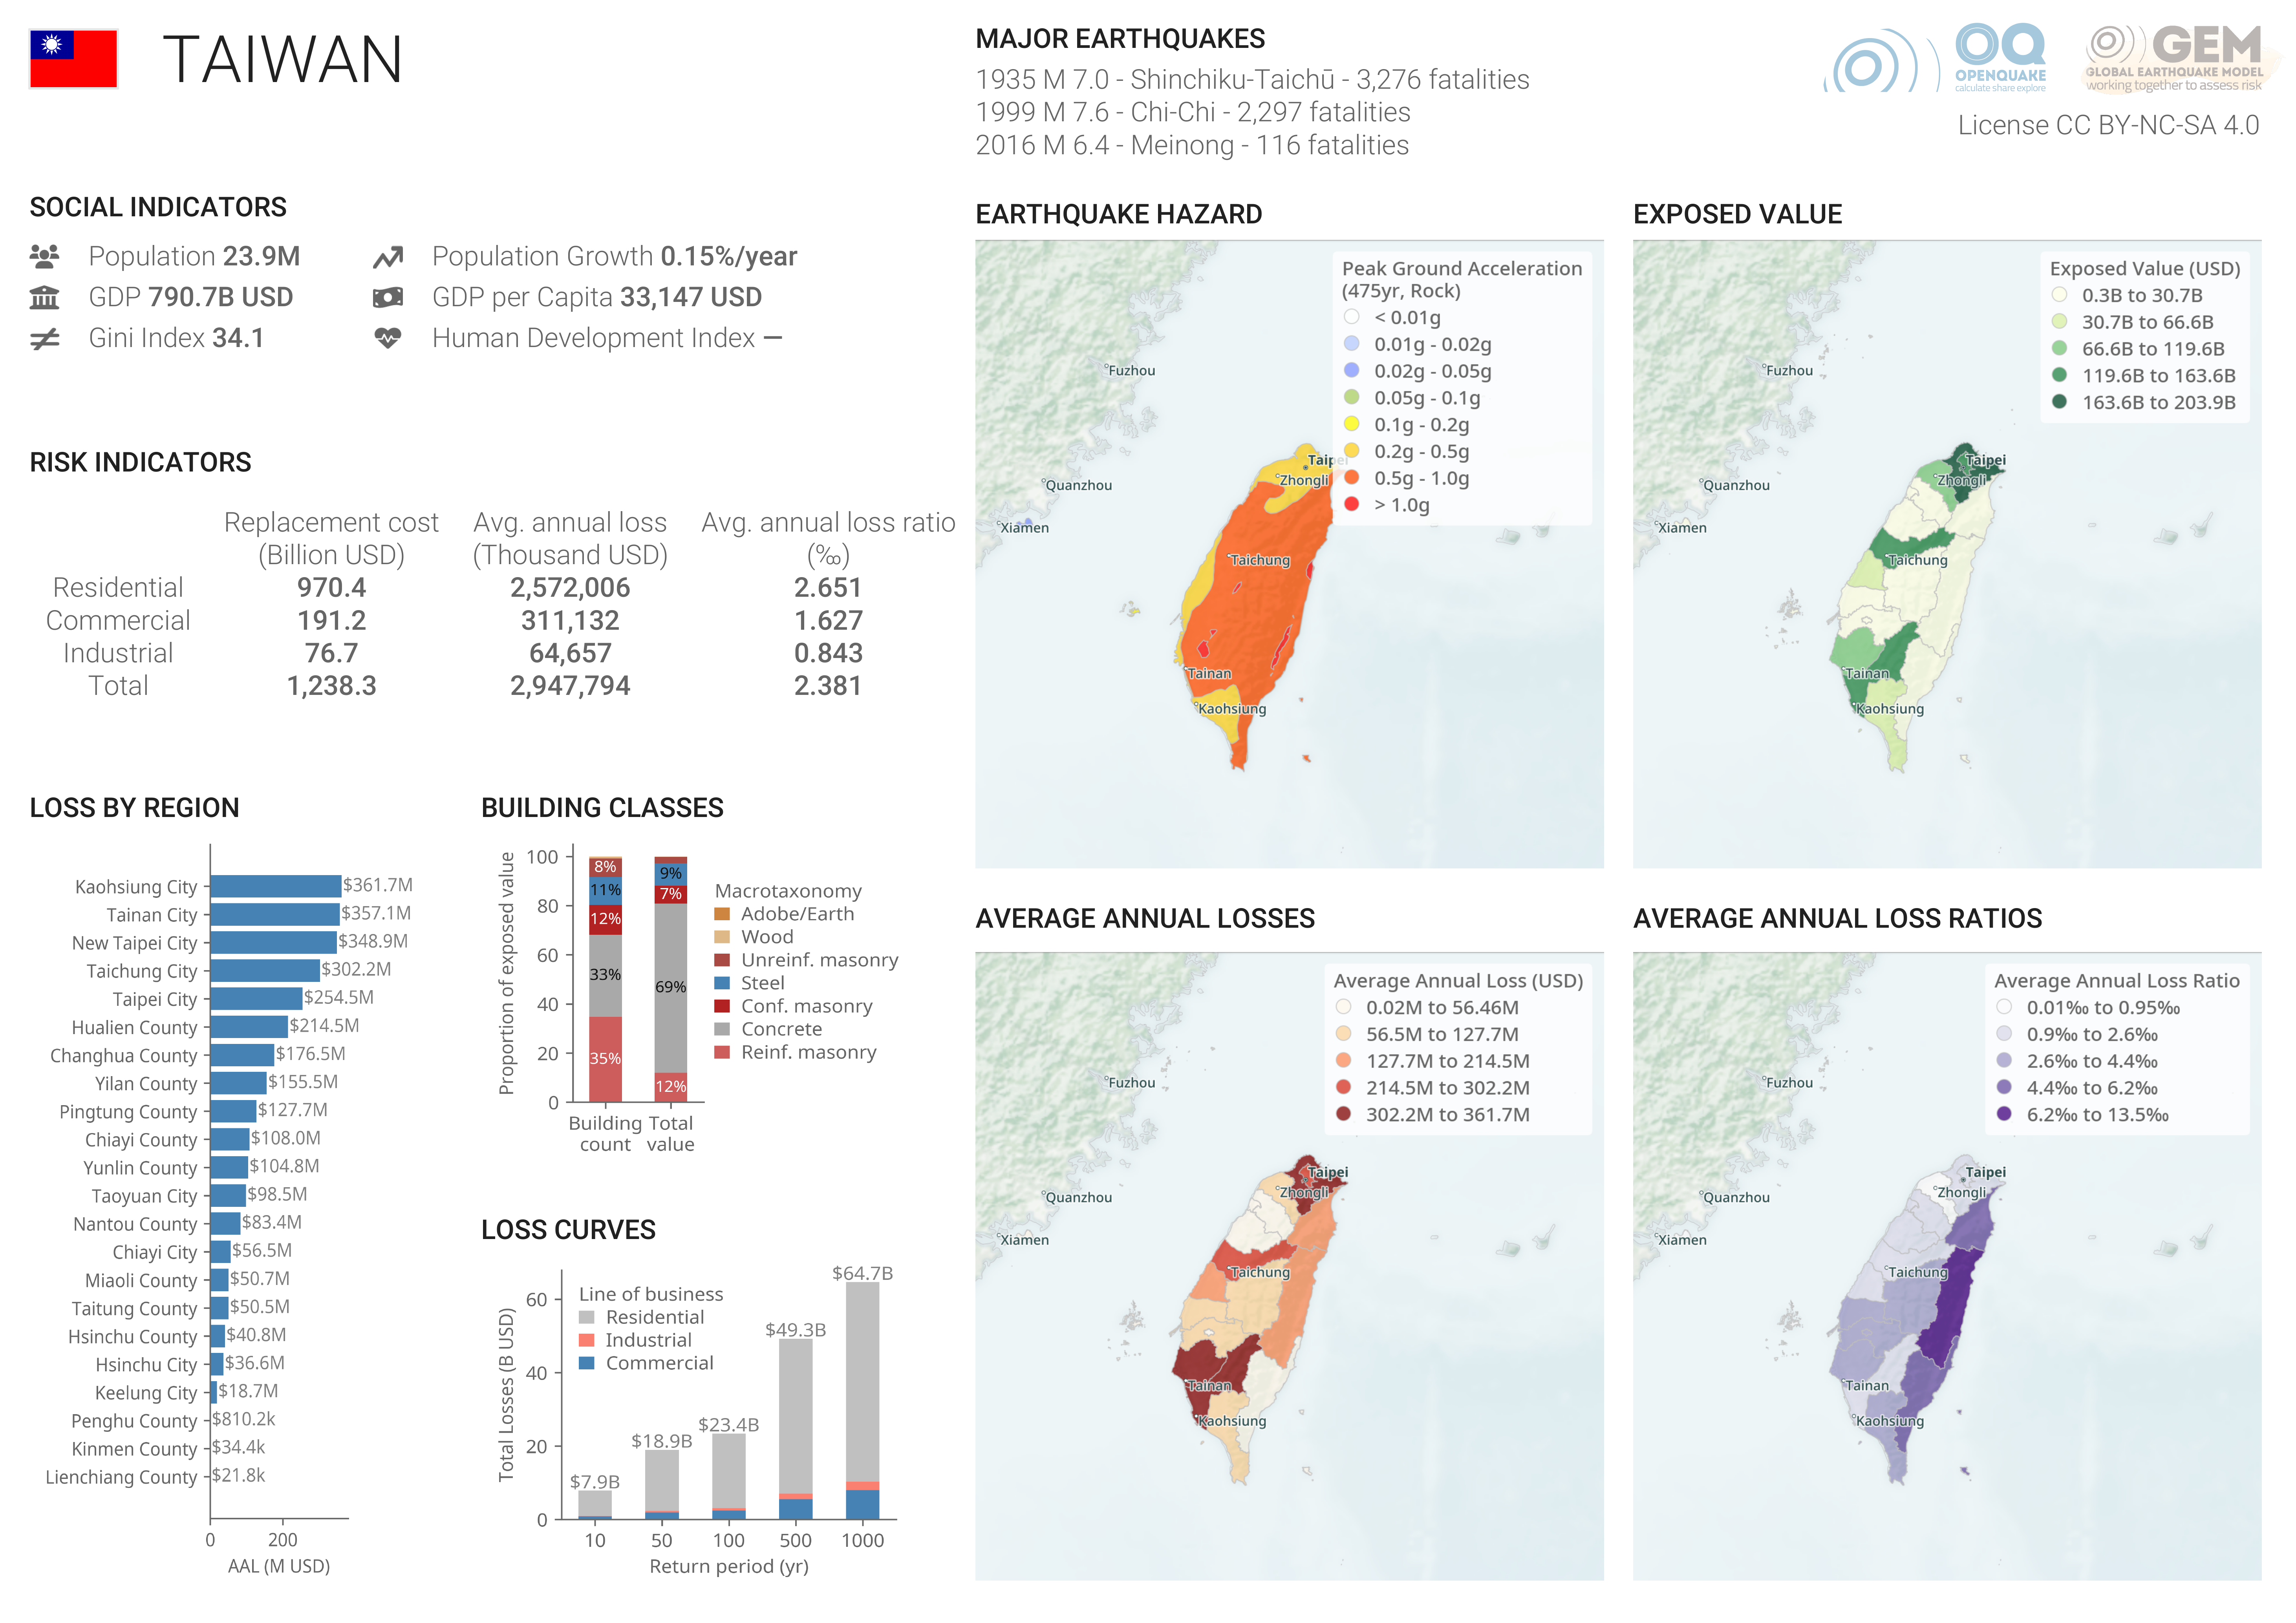 TAIWAN
MAJOR EARTHQUAKES
1935 M 7.0 - Shinchiku-Taichū - 3,276 fatalities
1999 M 7.6 - Chi-Chi - 2,297 fatalities
2016 M 6.4 - Meinong - 116 fatalities
OQ
OPENQUAKE
calculate share explore
GEM
GLOBAL EARTHQUAKE MODEL
working together to assess risk
License CC BY-NC-SA 4.0
SOCIAL INDICATORS
Population 23.9M
Population Growth 0.15%/year
GDP 790.7B USD
GDP per Capita 33,147 USD
Gini Index 34.1
Human Development Index —
RISK INDICATORS
Replacement cost Avg. annual loss Avg. annual loss ratio
(Billion USD) (Thousand USD) (‰)
Residential 970.4 2,572,006 2.651
Commercial 191.2 311,132 1.627
Industrial 76.7 64,657 0.843
Total 1,238.3 2,947,794 2.381
LOSS BY REGION
Kaohsiung City $361.7M
Tainan City $357.1M
New Taipei City $348.9M
Taichung City $302.2M
Taipei City $254.5M
Hualien County $214.5M
Changhua County $176.5M
Yilan County $155.5M
Pingtung County $127.7M
Chiayi County $108.0M
Yunlin County $104.8M
Taoyuan City $98.5M
Nantou County $83.4M
Chiayi City $56.5M
Miaoli County $50.7M
Taitung County $50.5M
Hsinchu County $40.8M
Hsinchu City $36.6M
Keelung City $18.7M
Penghu County $810.2k
Kinmen County $34.4k
Lienchiang County $21.8k
0 200
AAL (M USD)
BUILDING CLASSES
Proportion of exposed value
100
80
60
40
20
0
8%
11%
12%
33%
35%
9%
7%
69%
12%
Building count
Total value
Macrotaxonomy
Adobe/Earth
Wood
Unreinf. masonry
Steel
Conf. masonry
Concrete
Reinf. masonry
LOSS CURVES
Total Losses (B USD)
60
40
20
0
Line of business
Residential
Industrial
Commercial
$7.9B
$18.9B
$23.4B
$49.3B
$64.7B
10 50 100 500 1000
Return period (yr)
EARTHQUAKE HAZARD
Peak Ground Acceleration
(475yr, Rock)
< 0.01g
0.01g - 0.02g
0.02g - 0.05g
0.05g - 0.1g
0.1g - 0.2g
0.2g - 0.5g
0.5g - 1.0g
> 1.0g
Fuzhou
Taipei
Zhongli
Quanzhou
Xiamen
Taichung
Tainan
Kaohsiung
EXPOSED VALUE
Exposed Value (USD)
0.3B to 30.7B
30.7B to 66.6B
66.6B to 119.6B
119.6B to 163.6B
163.6B to 203.9B
Fuzhou
Taipei
Zhongli
Quanzhou
Xiamen
Taichung
Tainan
Kaohsiung
AVERAGE ANNUAL LOSSES
Average Annual Loss (USD)
0.02M to 56.46M
56.5M to 127.7M
127.7M to 214.5M
214.5M to 302.2M
302.2M to 361.7M
Fuzhou
Taipei
Zhongli
Quanzhou
Xiamen
Taichung
Tainan
Kaohsiung
AVERAGE ANNUAL LOSS RATIOS
Average Annual Loss Ratio
0.01‰ to 0.95‰
0.9‰ to 2.6‰
2.6‰ to 4.4‰
4.4‰ to 6.2‰
6.2‰ to 13.5‰
Fuzhou
Taipei
Zhongli
Quanzhou
Xiamen
Taichung
Tainan
Kaohsiung